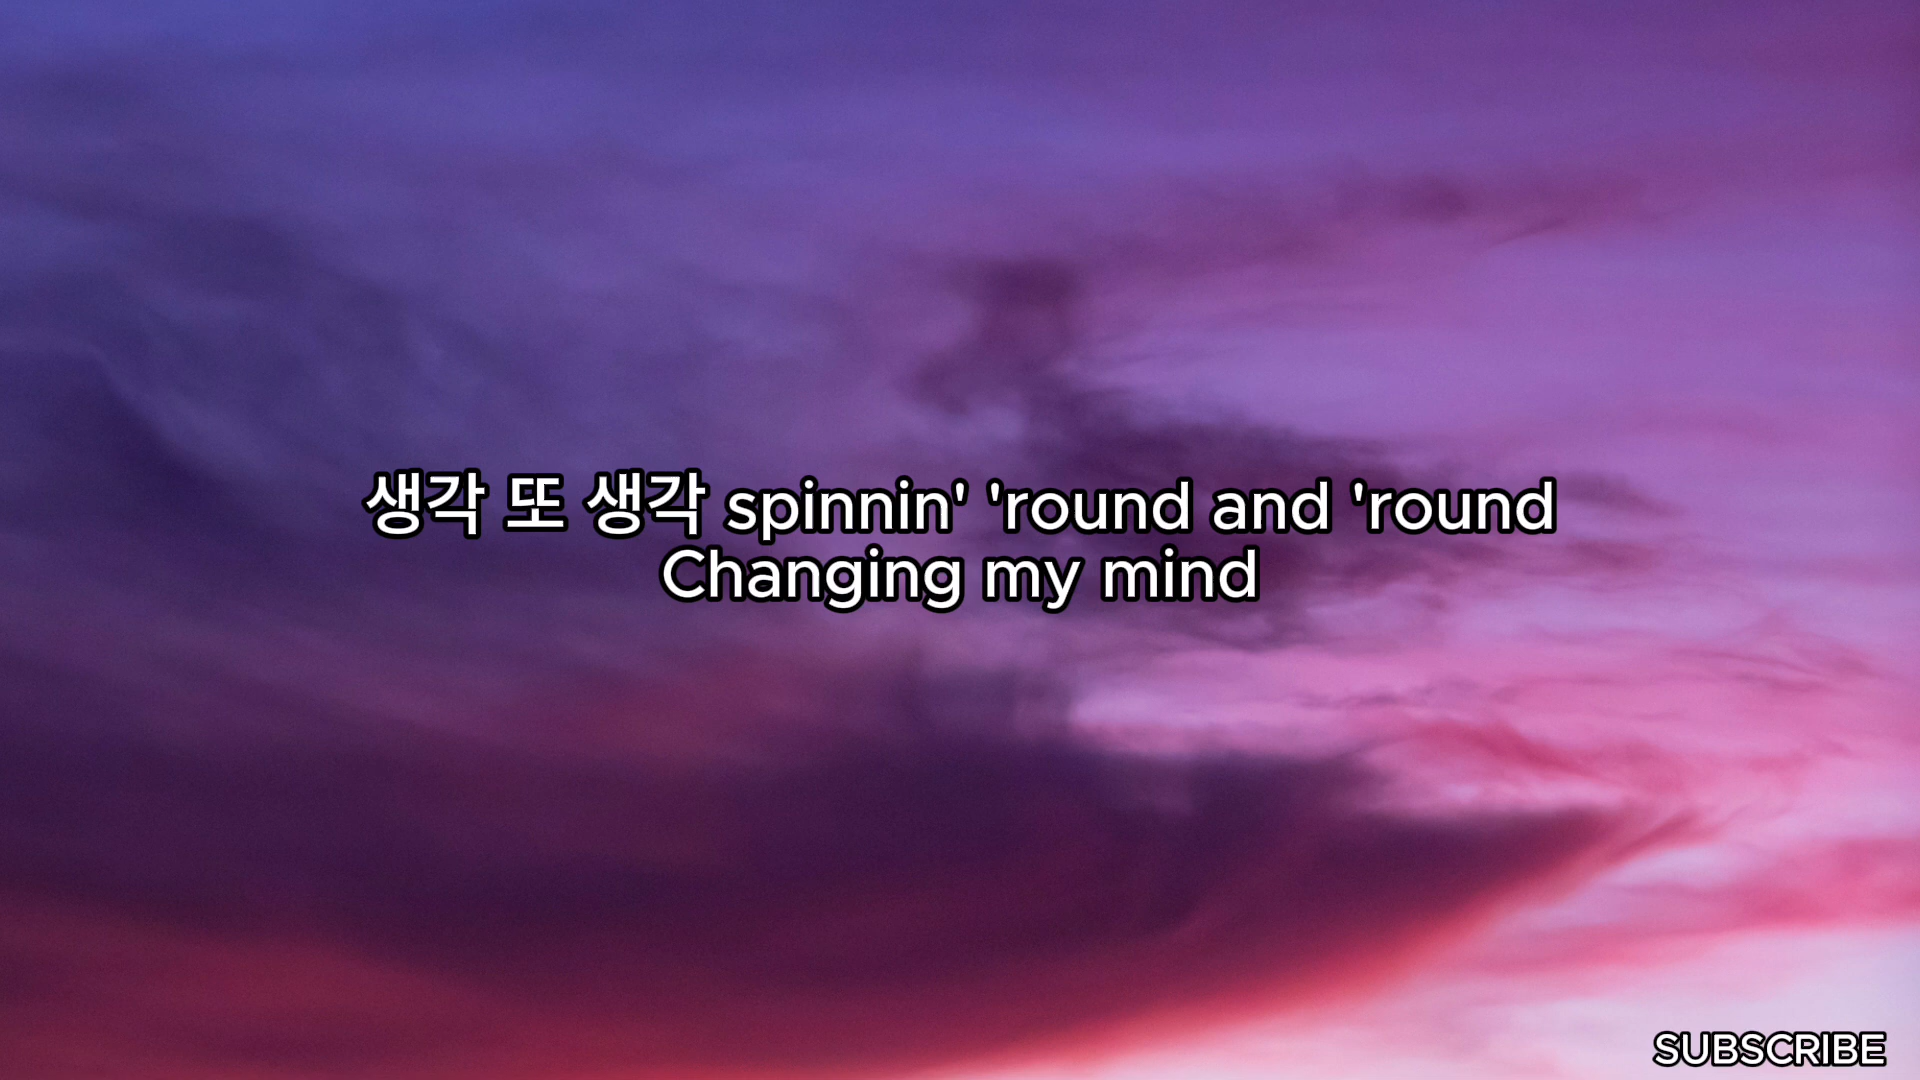 생각 또 생각 spinnin' 'round and 'round
Changing my mind
SUBSCRIBE